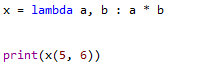 x = lambda a, b : a * b
print(x(5, 6))